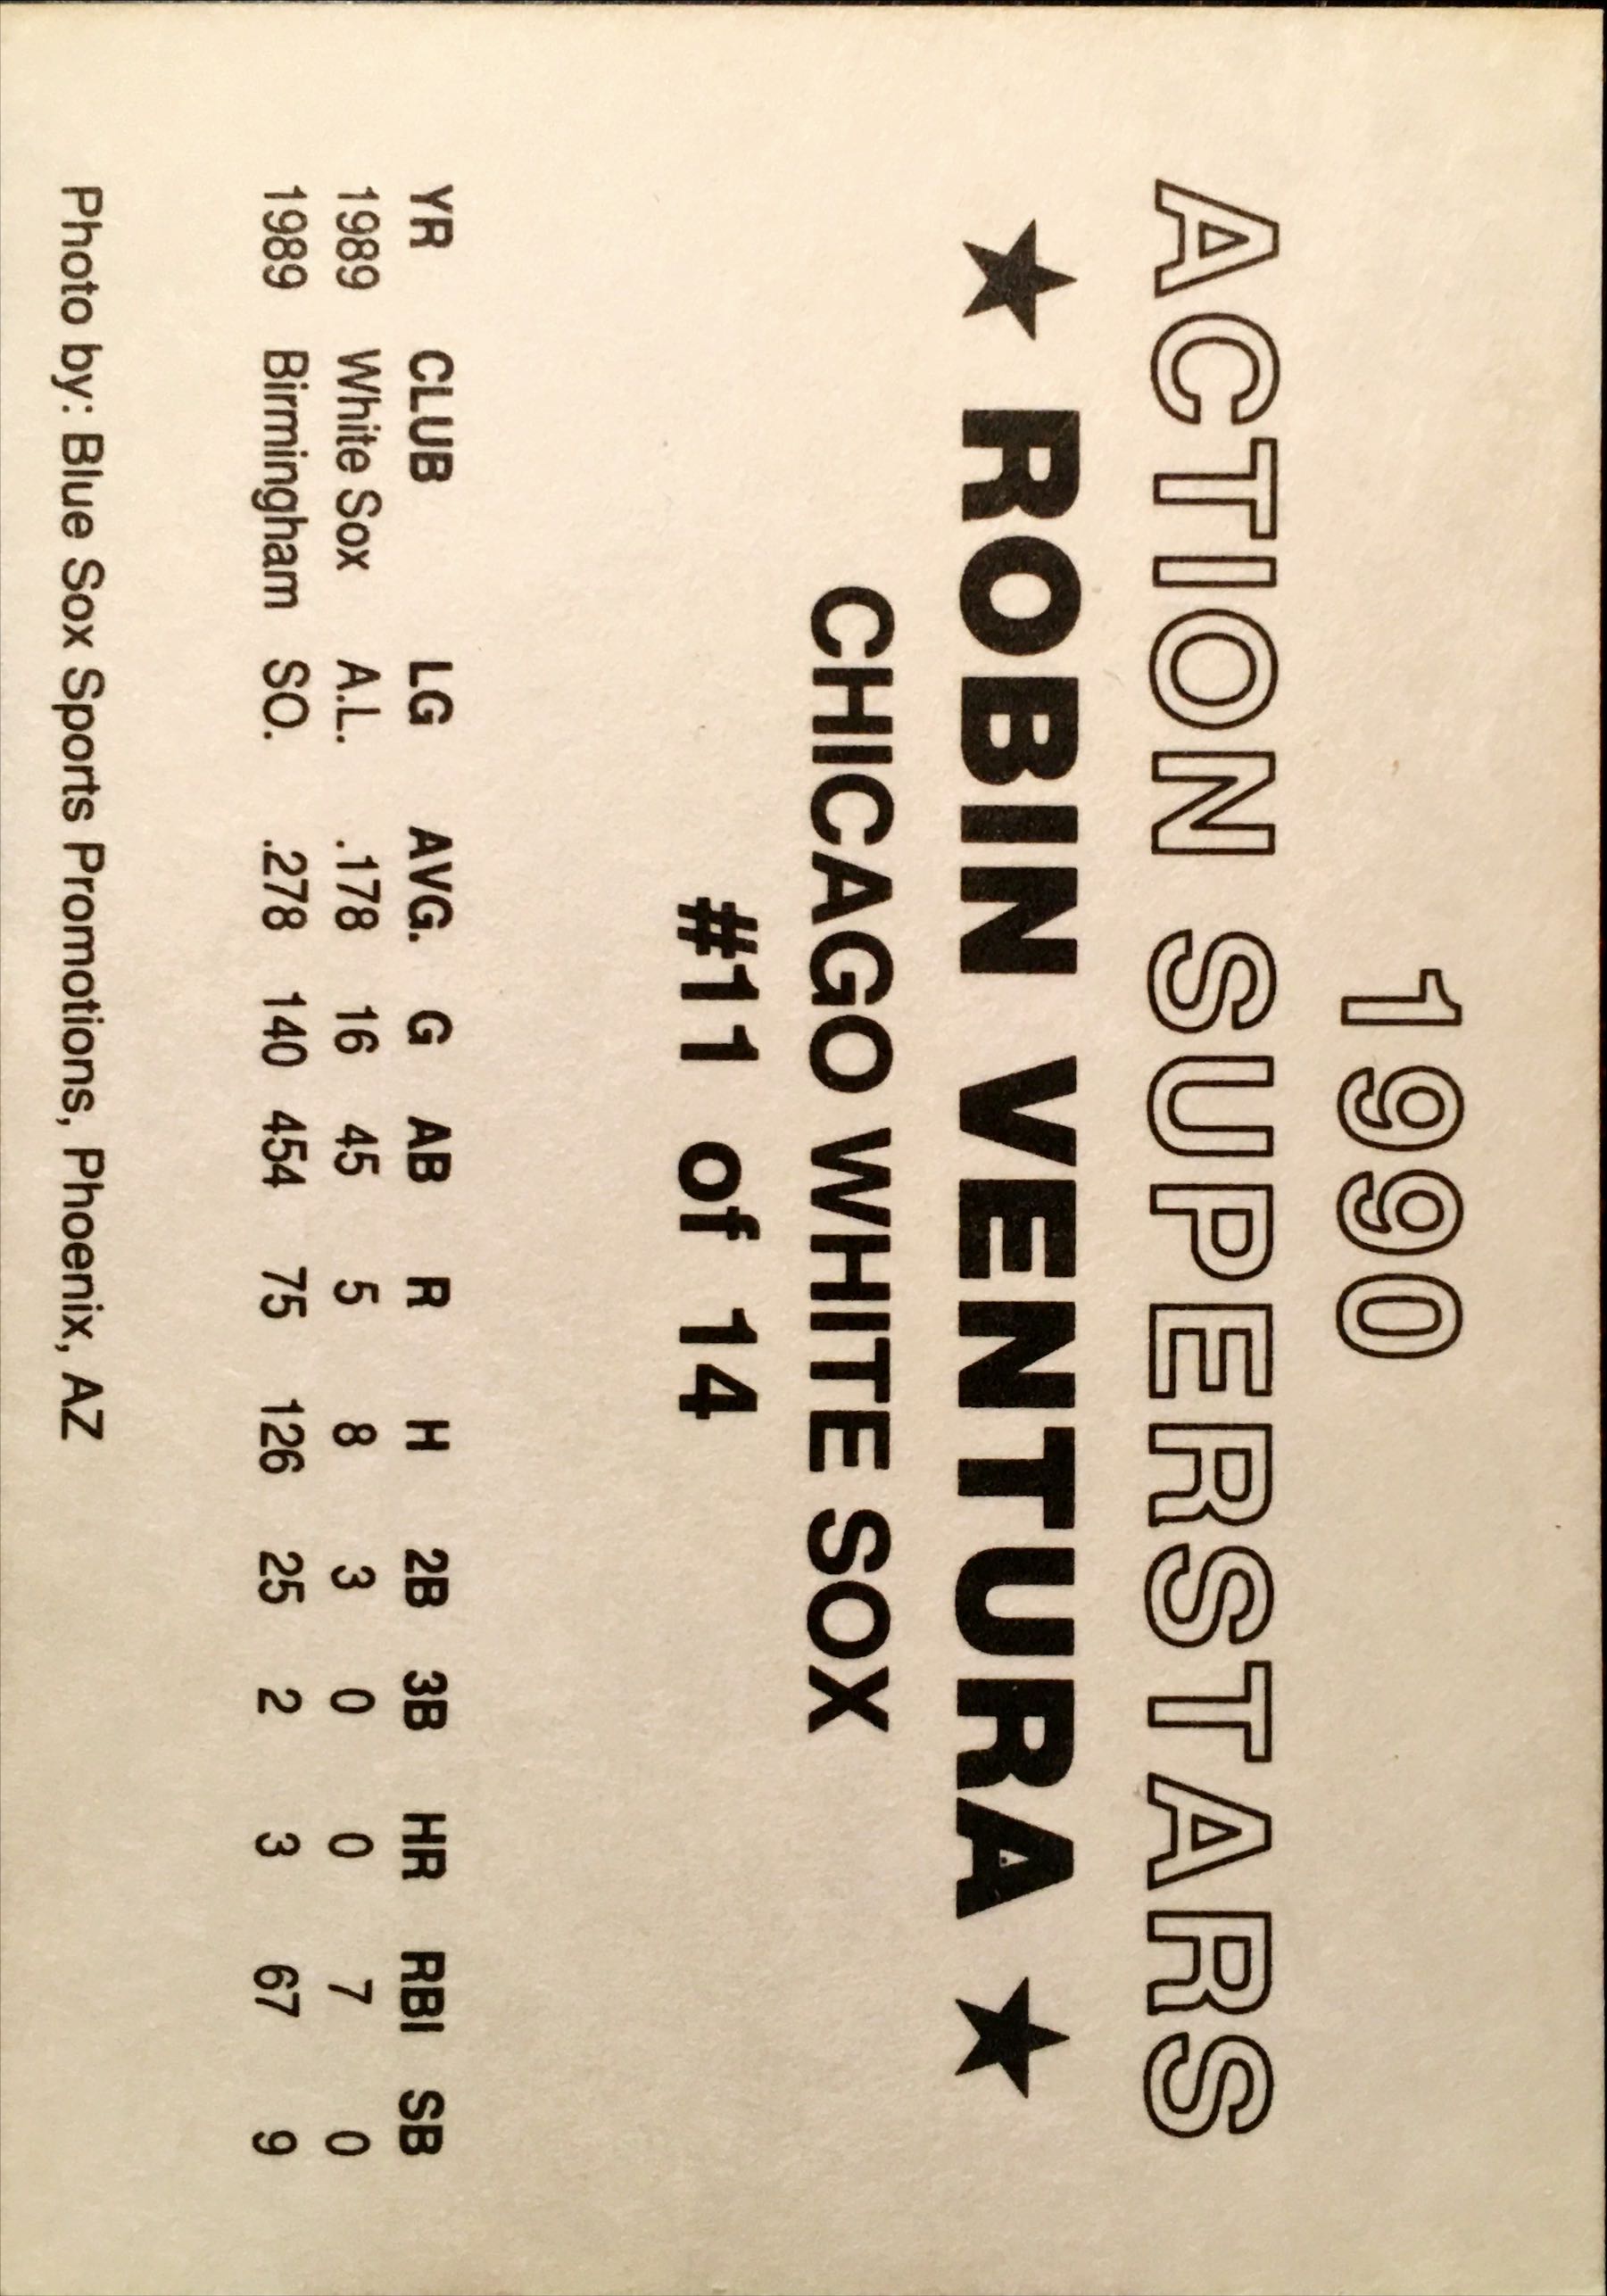 1990
ACTION SUPERSTARS
★ ROBIN VENTURA ★
CHICAGO WHITE SOX
#11 of 14
YR CLUB LG AVG. G AB R H 2B 3B HR RBI SB
1989 White Sox A.L. .178 16 45 5 8 3 0 0 7 0
1989 Birmingham SO. .278 140 454 75 126 25 2 3 67 9
Photo by: Blue Sox Sports Promotions, Phoenix, AZ